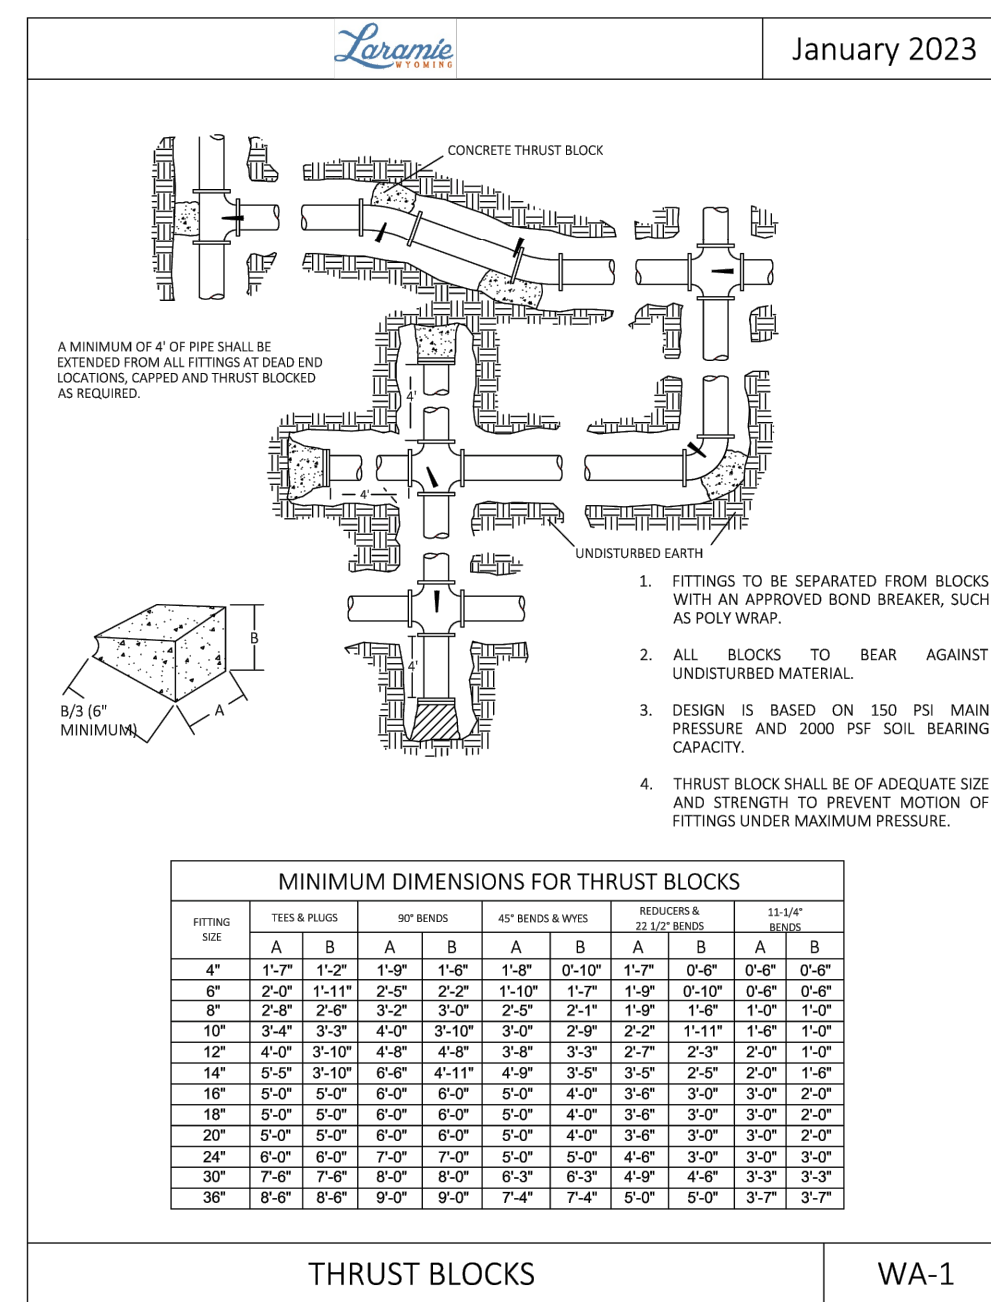 Laramie
WYOMING
January 2023
CONCRETE THRUST BLOCK
A MINIMUM OF 4' OF PIPE SHALL BE
EXTENDED FROM ALL FITTINGS AT DEAD END
LOCATIONS, CAPPED AND THRUST BLOCKED
AS REQUIRED.
4'
4'
UNDISTURBED EARTH
4'
B
A
B/3 (6"
MINIMUM)
1. FITTINGS TO BE SEPARATED FROM BLOCKS
WITH AN APPROVED BOND BREAKER, SUCH
AS POLY WRAP.
2. ALL BLOCKS TO BEAR AGAINST
UNDISTURBED MATERIAL.
3. DESIGN IS BASED ON 150 PSI MAIN
PRESSURE AND 2000 PSF SOIL BEARING
CAPACITY.
4. THRUST BLOCK SHALL BE OF ADEQUATE SIZE
AND STRENGTH TO PREVENT MOTION OF
FITTINGS UNDER MAXIMUM PRESSURE.
MINIMUM DIMENSIONS FOR THRUST BLOCKS
FITTING
SIZE
TEES & PLUGS
90° BENDS
45° BENDS & WYES
REDUCERS &
22 1/2° BENDS
11-1/4°
BENDS
A B A B A B A B A B
4" 1'-7" 1'-2" 1'-9" 1'-6" 1'-8" 0'-10" 1'-7" 0'-6" 0'-6" 0'-6"
6" 2'-0" 1'-11" 2'-5" 2'-2" 1'-10" 1'-7" 1'-9" 0'-10" 0'-6" 0'-6"
8" 2'-8" 2'-6" 3'-2" 3'-0" 2'-5" 2'-1" 1'-9" 1'-6" 1'-0" 1'-0"
10" 3'-4" 3'-3" 4'-0" 3'-10" 3'-0" 2'-9" 2'-2" 1'-11" 1'-6" 1'-0"
12" 4'-0" 3'-10" 4'-8" 4'-8" 3'-8" 3'-3" 2'-7" 2'-3" 2'-0" 1'-0"
14" 5'-5" 3'-10" 6'-6" 4'-11" 4'-9" 3'-5" 3'-5" 2'-5" 2'-0" 1'-6"
16" 5'-0" 5'-0" 6'-0" 6'-0" 5'-0" 4'-0" 3'-6" 3'-0" 3'-0" 2'-0"
18" 5'-0" 5'-0" 6'-0" 6'-0" 5'-0" 4'-0" 3'-6" 3'-0" 3'-0" 2'-0"
20" 5'-0" 5'-0" 6'-0" 6'-0" 5'-0" 4'-0" 3'-6" 3'-0" 3'-0" 2'-0"
24" 6'-0" 6'-0" 7'-0" 7'-0" 5'-0" 5'-0" 4'-6" 3'-0" 3'-0" 3'-0"
30" 7'-6" 7'-6" 8'-0" 8'-0" 6'-3" 6'-3" 4'-9" 4'-6" 3'-3" 3'-3"
36" 8'-6" 8'-6" 9'-0" 9'-0" 7'-4" 7'-4" 5'-0" 5'-0" 3'-7" 3'-7"
THRUST BLOCKS
WA-1